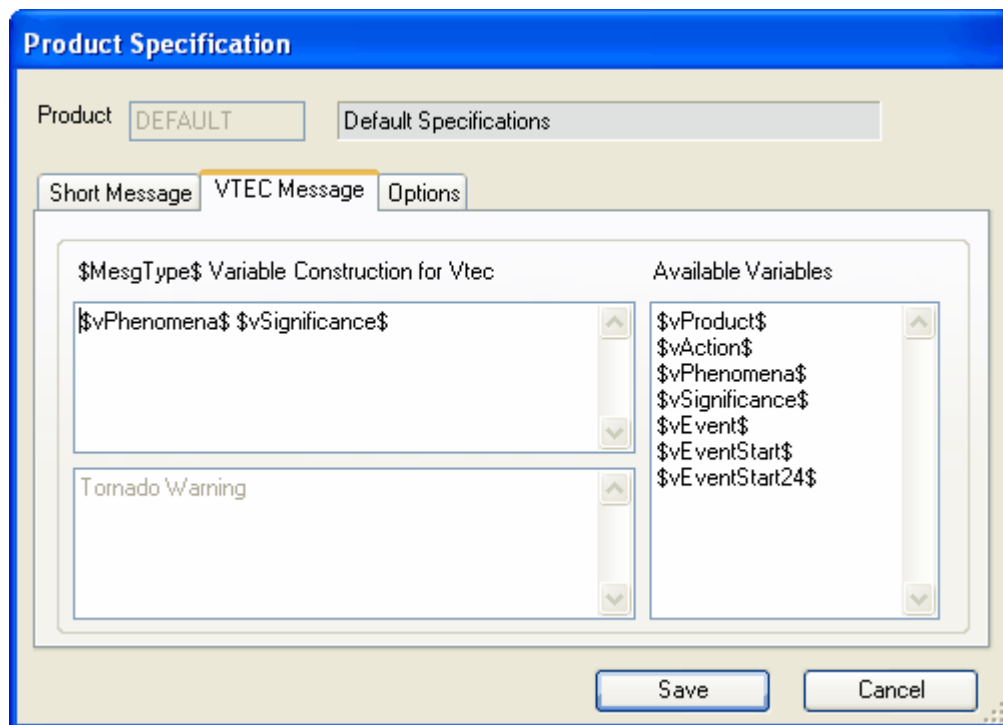 Product Specification
Product DEFAULT Default Specifications
Short Message VTEC Message Options
$MesgType$ Variable Construction for Vtec
$vPhenomena$ $vSignificance$
Tornado Warning
Available Variables
$vProduct$
$vAction$
$vPhenomena$
$vSignificance$
$vEvent$
$vEventStart$
$vEventStart24$
Save Cancel